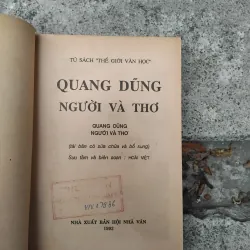 TỦ SÁCH "THẾ GIỚI VĂN HỌC"
QUANG DŨNG
NGƯỜI VÀ THƠ
QUANG DŨNG
NGƯỜI VÀ THƠ
(tái bản có sửa chữa và bổ sung)
Sưu tầm và biên soạn : HOÀI VIỆT
NHÀ XUẤT BẢN HỘI NHÀ VĂN